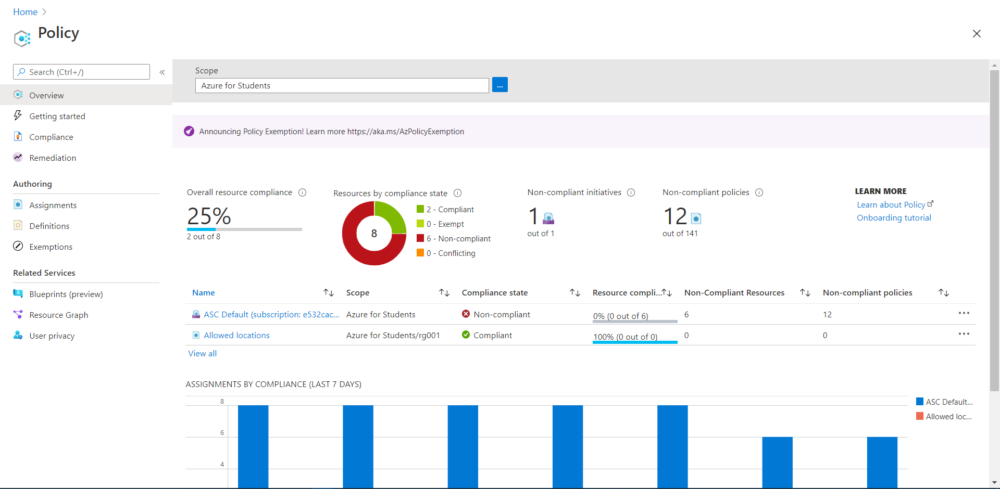 Home
Policy
Search (Ctrl+/)
Overview
Getting started
Compliance
Remediation
Authoring
Assignments
Definitions
Exemptions
Related Services
Blueprints (preview)
Resource Graph
User privacy
Scope
Azure for Students
...
Announcing Policy Exemption! Learn more https://aka.ms/AzPolicyExemption
Overall resource compliance
25%
2 out of 8
Resources by compliance state
8
2 - Compliant
0 - Exempt
6 - Non-compliant
0 - Conflicting
Non-compliant initiatives
1
out of 1
Non-compliant policies
12
out of 141
LEARN MORE
Learn about Policy
Onboarding tutorial
Name Scope Compliance state Resource compli... Non-Compliant Resources Non-compliant policies
ASC Default (subscription: e532cac... Azure for Students Non-compliant 0% (0 out of 6) 6 12
Allowed locations Azure for Students/rg001 Compliant 100% (0 out of 0) 0 0
View all
ASSIGNMENTS BY COMPLIANCE (LAST 7 DAYS)
8
6
4
ASC Default...
Allowed loc...